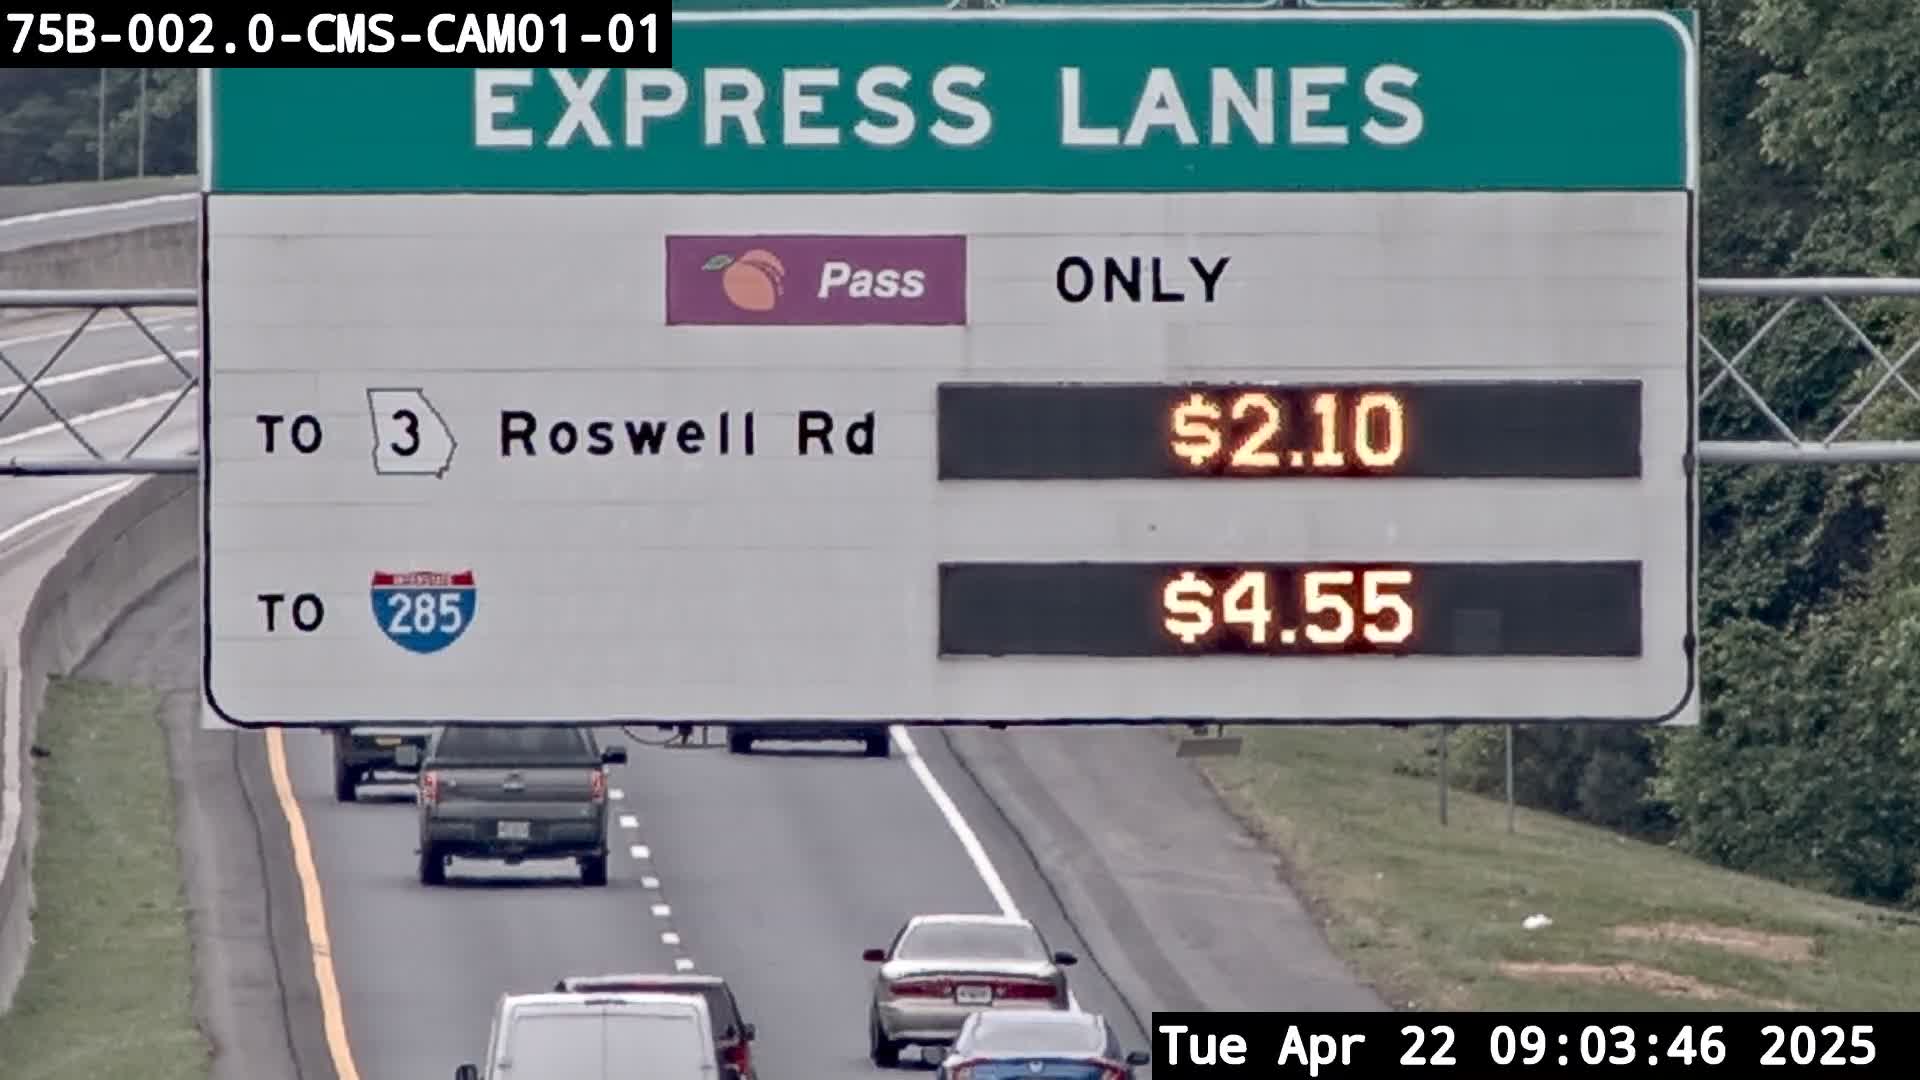 75B-002.0-CMS-CAM01-01
EXPRESS LANES
Pass ONLY
TO 3 Roswell Rd $2.10
TO INTERSTATE 285 $4.55
Tue Apr 22 09:03:46 2025